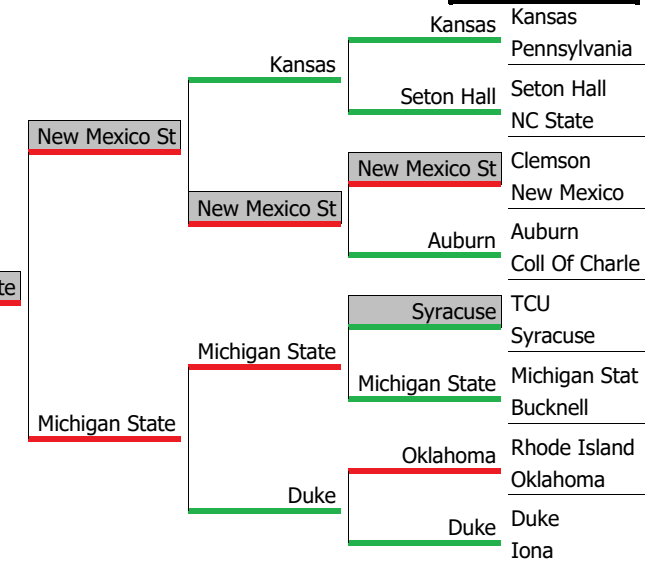 Kansas
Kansas
Pennsylvania
Kansas
Seton Hall
Seton Hall
NC State
New Mexico St
New Mexico St
Clemson
New Mexico
New Mexico St
Auburn
Auburn
Coll Of Charle
te
Syracuse
TCU
Syracuse
Michigan State
Michigan State
Michigan Stat
Bucknell
Michigan State
Oklahoma
Rhode Island
Oklahoma
Duke
Duke
Duke
Iona